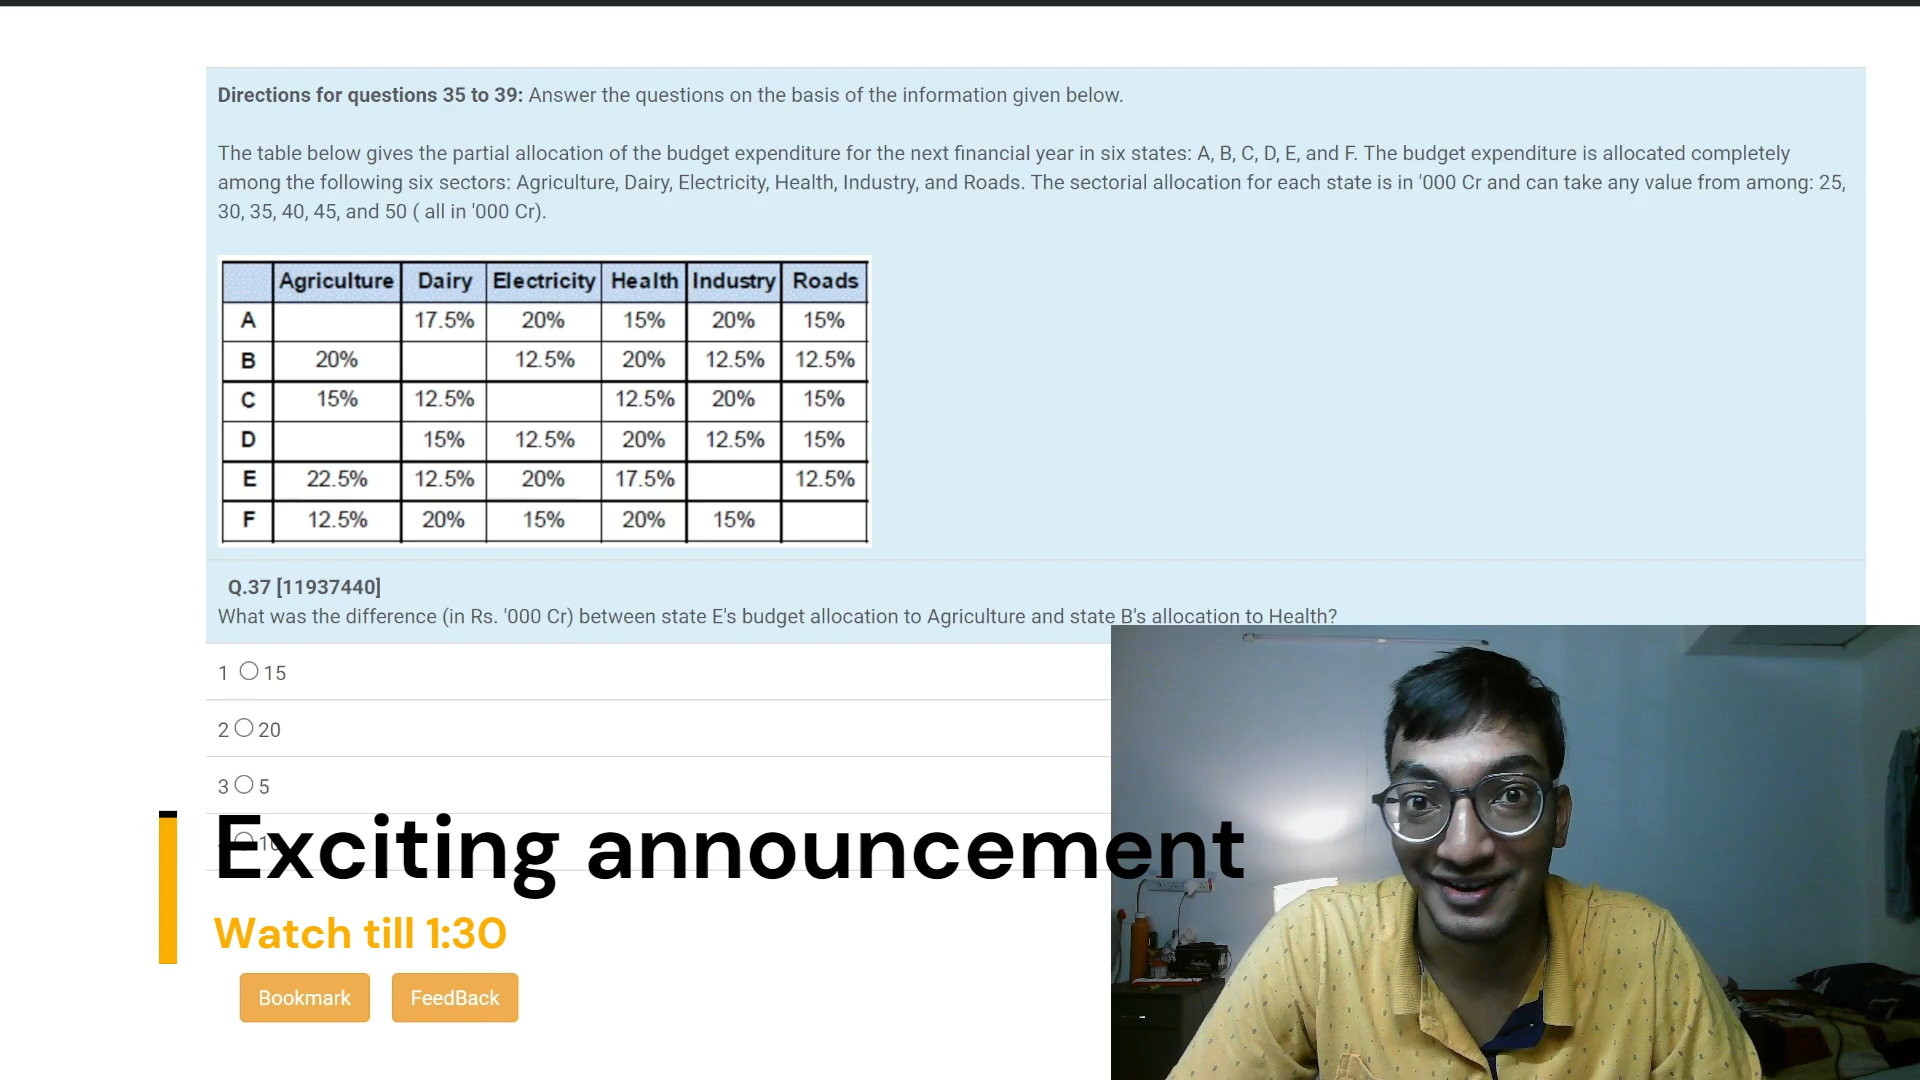 Directions for questions 35 to 39: Answer the questions on the basis of the information given below.
The table below gives the partial allocation of the budget expenditure for the next financial year in six states: A, B, C, D, E, and F. The budget expenditure is allocated completely
among the following six sectors: Agriculture, Dairy, Electricity, Health, Industry, and Roads. The sectorial allocation for each state is in '000 Cr and can take any value from among: 25,
30, 35, 40, 45, and 50 ( all in '000 Cr).
Agriculture Dairy Electricity Health Industry Roads
A 17.5% 20% 15% 20% 15%
B 20% 12.5% 20% 12.5% 12.5%
C 15% 12.5% 12.5% 20% 15%
D 15% 12.5% 20% 12.5% 15%
E 22.5% 12.5% 20% 17.5% 12.5%
F 12.5% 20% 15% 20% 15%
Q.37 [11937440]
What was the difference (in Rs. '000 Cr) between state E's budget allocation to Agriculture and state B's allocation to Health?
1 15
2 20
3 5
Exciting announcement
Watch till 1:30
Bookmark FeedBack